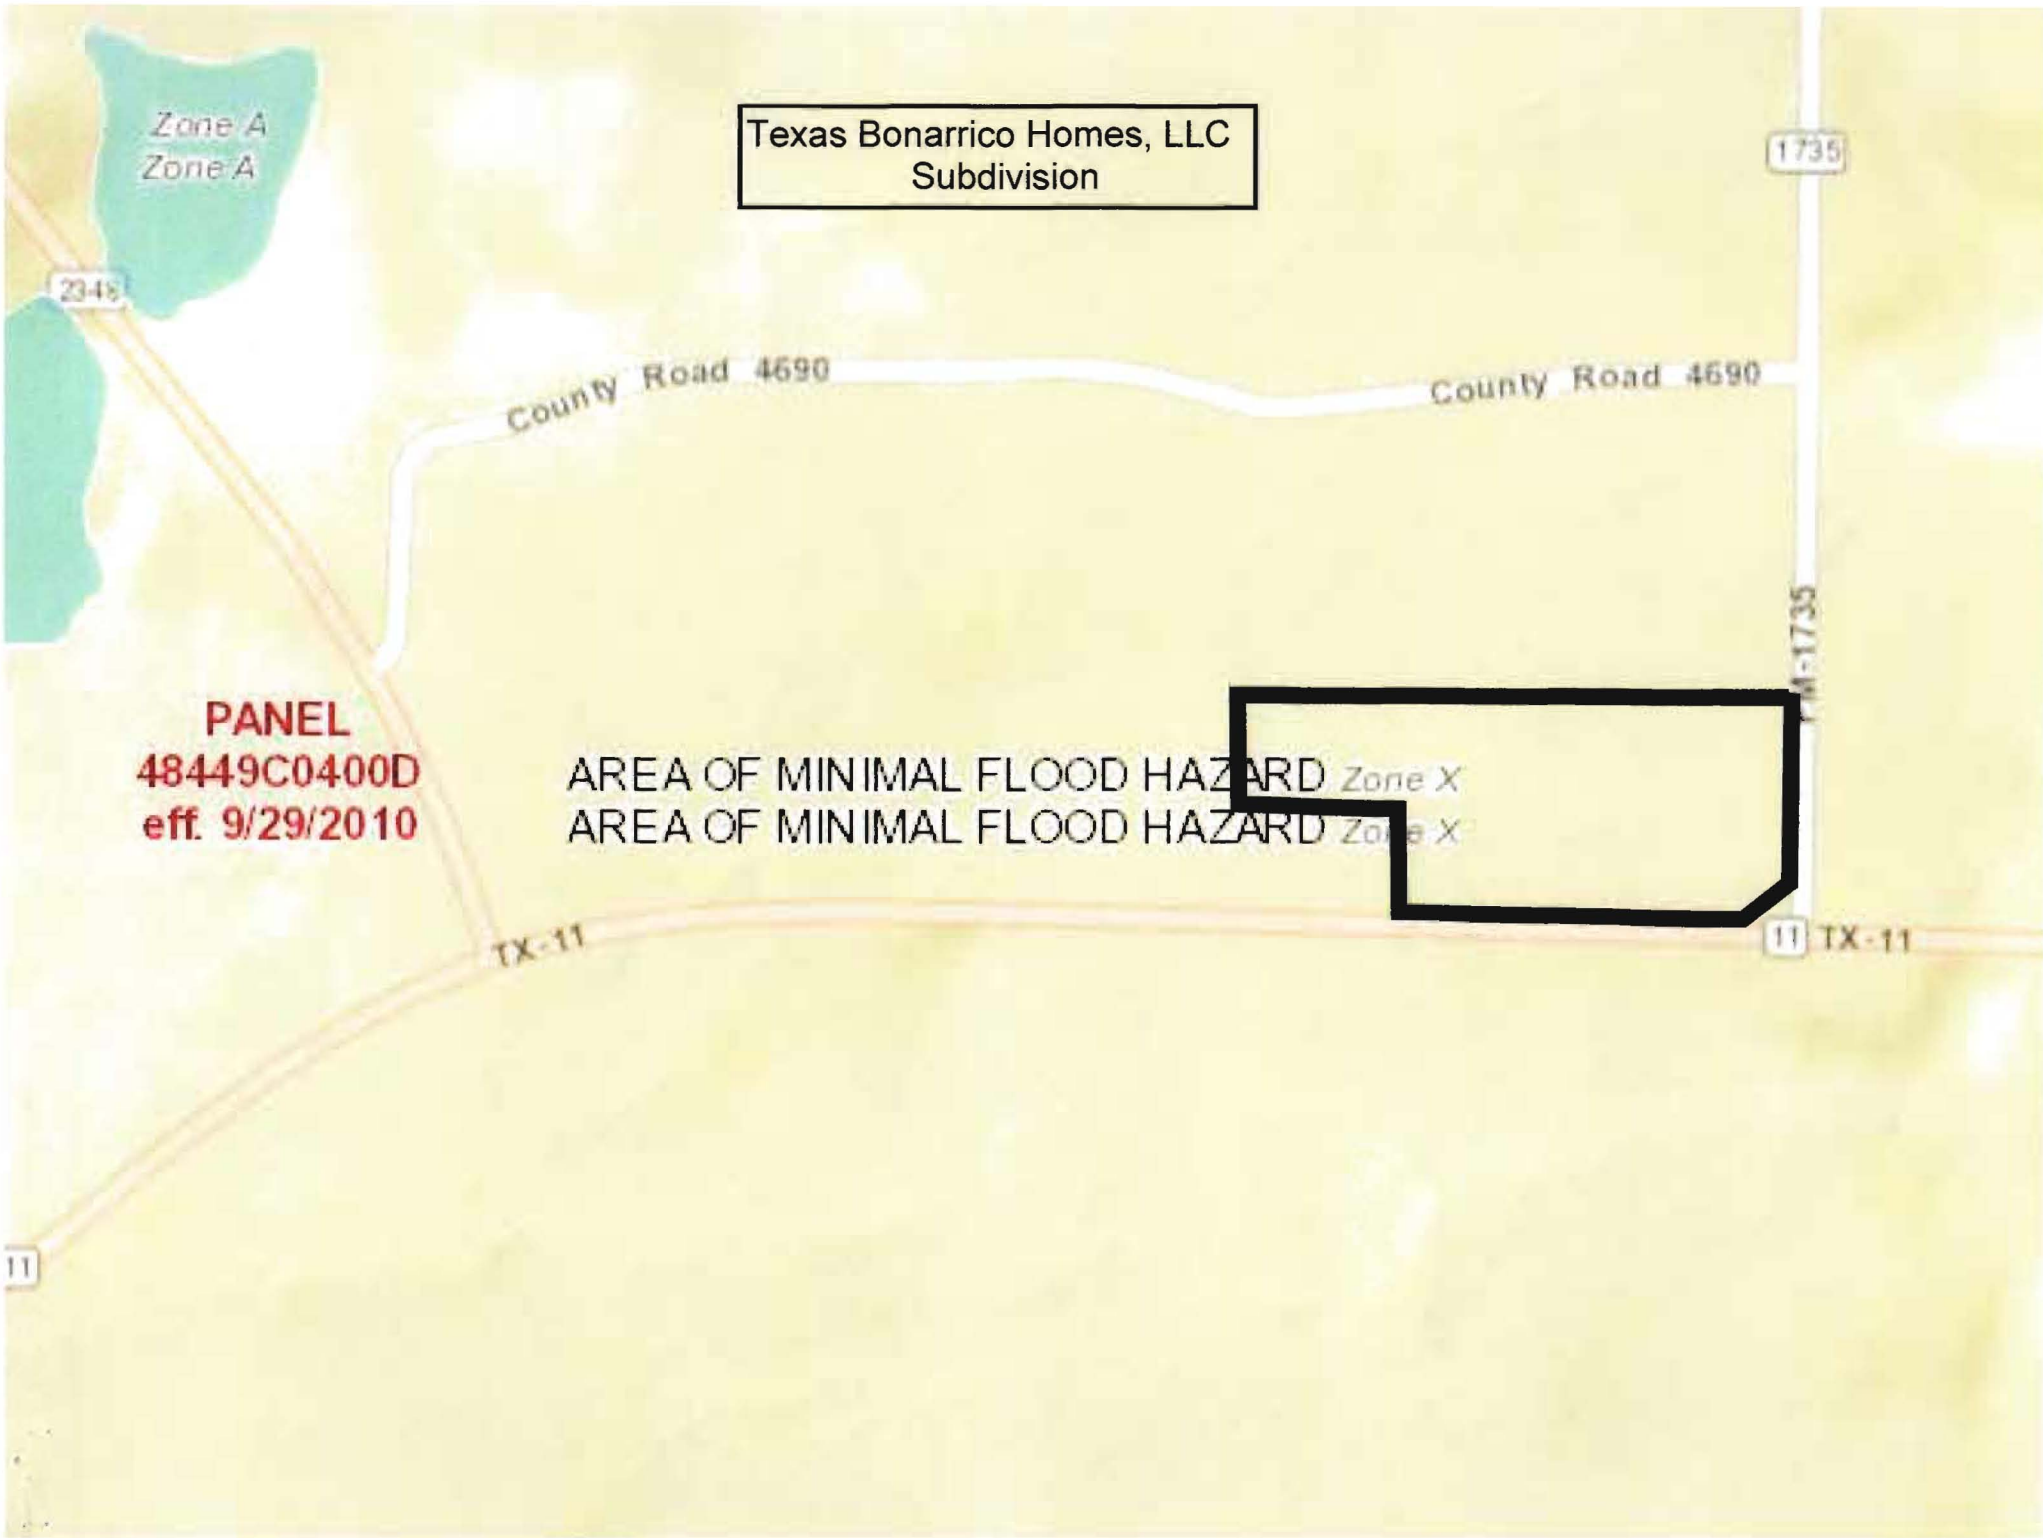 Zone A
Zone A
Texas Bonarrico Homes, LLC
Subdivision
1735
2348
County Road 4690
County Road 4690
FM-1735
PANEL
48449C0400D
eff. 9/29/2010
AREA OF MINIMAL FLOOD HAZARD Zone X
AREA OF MINIMAL FLOOD HAZARD Zone X
TX-11
11 TX-11
11